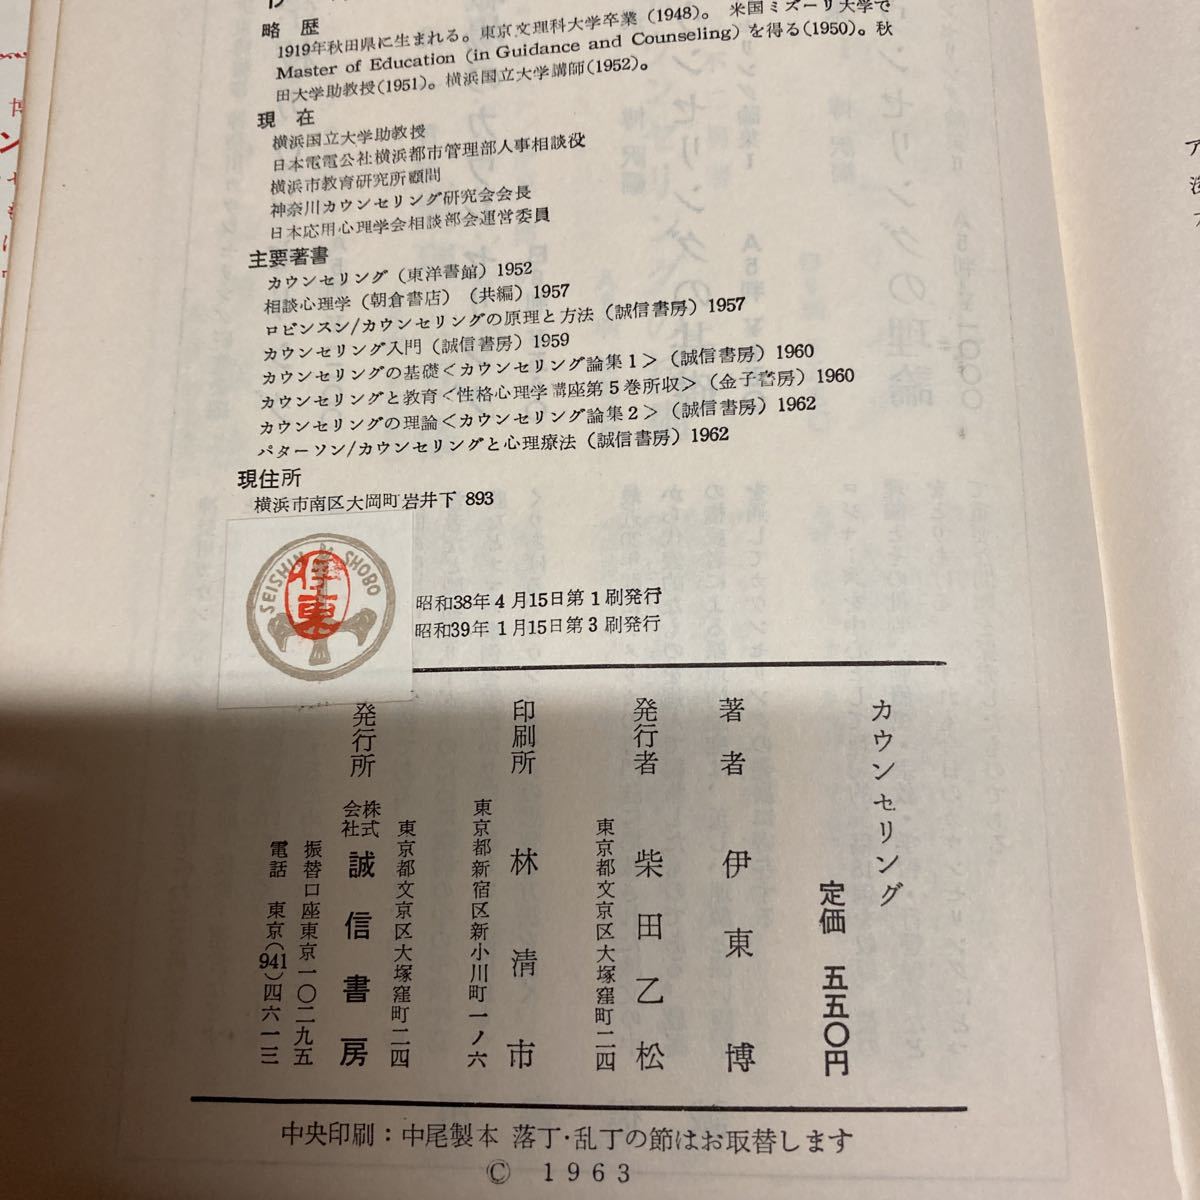 略歴
1919年秋田県に生まれる。東京文理科大学卒業(1948)。米国ミズーリ大学で
Master of Education (in Guidance and Counseling)を得る(1950)。秋
田大学助教授(1951)。横浜国立大学講師(1952)。
現在
横浜国立大学助教授
日本電電公社横浜都市管理部人事相談役
横浜市教育研究所顧問
神奈川カウンセリング研究会会長
日本応用心理学会相談部会運営委員
主要著書
カウンセリング(東洋書館)1952
相談心理学(朝倉書店)(共編)1957
ロビンスン/カウンセリングの原理と方法(誠信書房)1957
カウンセリング入門(誠信書房)1959
カウンセリングの基礎<カウンセリング論集1>(誠信書房)1960
カウンセリングと教育<性格心理学講座第5巻所収>(金子書房)1960
カウンセリングの理論<カウンセリング論集2>(誠信書房)1962
パターソン/カウンセリングと心理療法(誠信書房)1962
現住所
横浜市南区大岡町岩井下893
SEISHIN SHOBO
伊東
昭和38年4月15日第1刷発行
昭和39年1月15日第3刷発行
カウンセリング
定価 五五〇円
著者 伊東博
発行者 柴田乙松
東京都文京区大塚窪町二四
印刷所 林清市
東京都新宿区新小川町一ノ六
東京都文京区大塚窪町二四
発行所 株式会社 誠信書房
振替口座東京一〇二九五
電話 東京(941)四六一三
中央印刷:中尾製本 落丁・乱丁の節はお取替します
© 1963